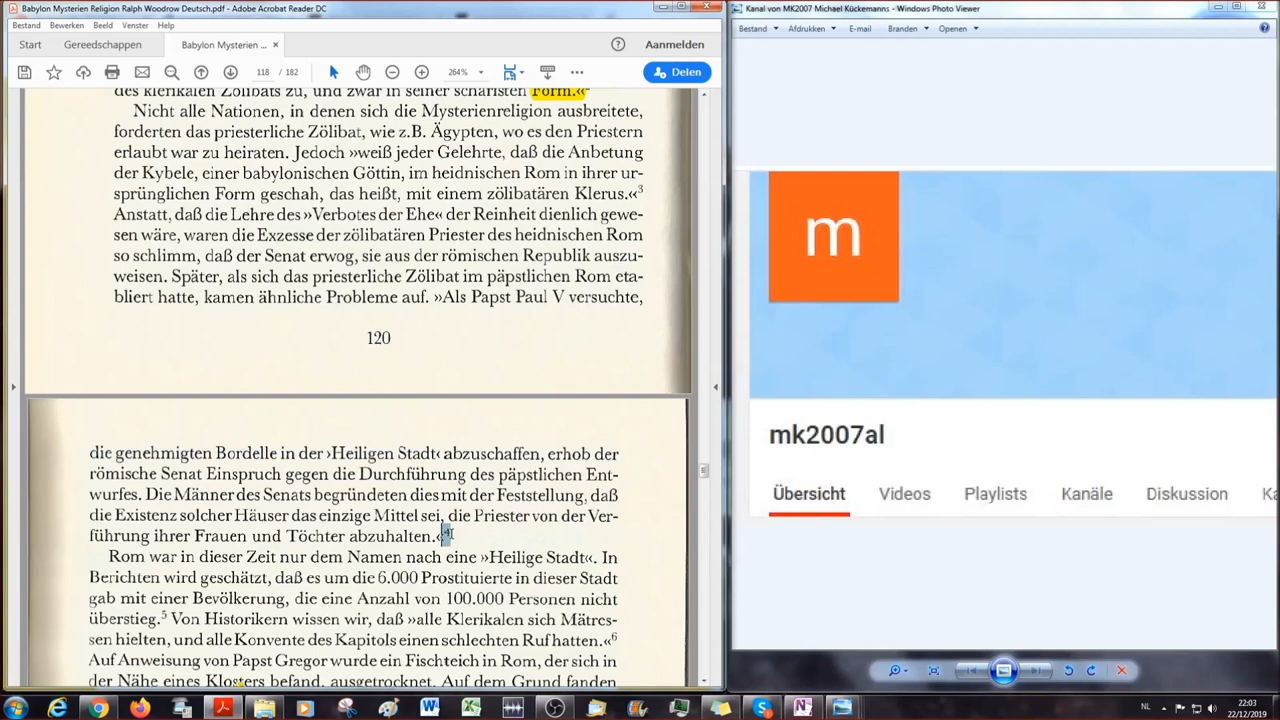 Babylon Mysterien Religion Ralph Woodrow Deutsch.pdf - Adobe Acrobat Reader DC
Bestand Bewerken Beeld Venster Help
Start Gereedschappen Babylon Mysterien ... × Aanmelden
118 / 182 264% Delen
des klerikalen Zölibats zu, und zwar in seiner schärfsten Form.«
Nicht alle Nationen, in denen sich die Mysterienreligion ausbreitete,
forderten das priesterliche Zölibat, wie z.B. Ägypten, wo es den Priestern
erlaubt war zu heiraten. Jedoch »weiß jeder Gelehrte, daß die Anbetung
der Kybele, einer babylonischen Göttin, im heidnischen Rom in ihrer ur-
sprünglichen Form geschah, das heißt, mit einem zölibatären Klerus.«3
Anstatt, daß die Lehre des »Verbotes der Ehe« der Reinheit dienlich gewe-
sen wäre, waren die Exzesse der zölibatären Priester des heidnischen Rom
so schlimm, daß der Senat erwog, sie aus der römischen Republik auszu-
weisen. Später, als sich das priesterliche Zölibat im päpstlichen Rom eta-
bliert hatte, kamen ähnliche Probleme auf. »Als Papst Paul V versuchte,
120
die genehmigten Bordelle in der ›Heiligen Stadt‹ abzuschaffen, erhob der
römische Senat Einspruch gegen die Durchführung des päpstlichen Ent-
wurfes. Die Männer des Senats begründeten dies mit der Feststellung, daß
die Existenz solcher Häuser das einzige Mittel sei, die Priester von der Ver-
führung ihrer Frauen und Töchter abzuhalten.«4
Rom war in dieser Zeit nur dem Namen nach eine »Heilige Stadt«. In
Berichten wird geschätzt, daß es um die 6.000 Prostituierte in dieser Stadt
gab mit einer Bevölkerung, die eine Anzahl von 100.000 Personen nicht
überstieg.5 Von Historikern wissen wir, daß »alle Klerikalen sich Mätres-
sen hielten, und alle Konvente des Kapitols einen schlechten Ruf hatten.«6
Auf Anweisung von Papst Gregor wurde ein Fischteich in Rom, der sich in
der Nähe eines Klosters befand, ausgetrocknet. Auf dem Grund fanden
Kanal von MK2007 Michael Kückemanns - Windows Photo Viewer
Bestand Afdrukken E-mail Branden Openen
m
mk2007al
Übersicht Videos Playlists Kanäle Diskussion Ka
NL 22:03
22/12/2019